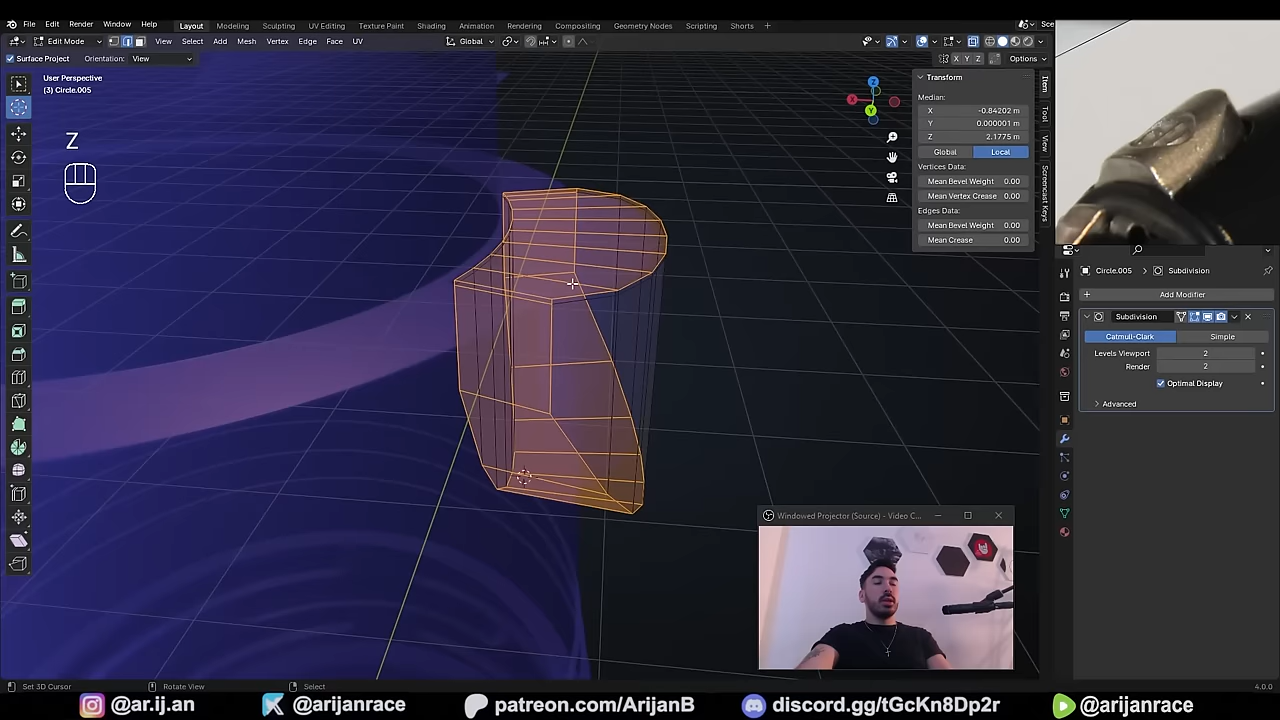 File Edit Render Window Help
Layout Modeling Sculpting UV Editing Texture Paint Shading Animation Rendering Compositing Geometry Nodes Scripting Shorts +
Sce
Edit Mode View Select Add Mesh Vertex Edge Face UV
Global
Surface Project Orientation: View
X Y Z Options
User Perspective
(3) Circle.005
Z
Z
Y
X
Transform
Median:
X -0.84202 m
Y 0.000001 m
Z 2.1775 m
Global Local
Vertices Data:
Mean Bevel Weight 0.00
Mean Vertex Crease 0.00
Edges Data:
Mean Bevel Weight 0.00
Mean Crease 0.00
Item
Tool
View
Screencast Keys
Circle.005 > Subdivision
Add Modifier
Subdivision
Catmull-Clark Simple
Levels Viewport 2
Render 2
Optimal Display
Advanced
Windowed Projector (Source) - Video C...
Set 3D Cursor Rotate View Select 4.0.0
@ar.ij.an @arijanrace patreon.com/ArijanB discord.gg/tGcKn8Dp2r @arijanrace